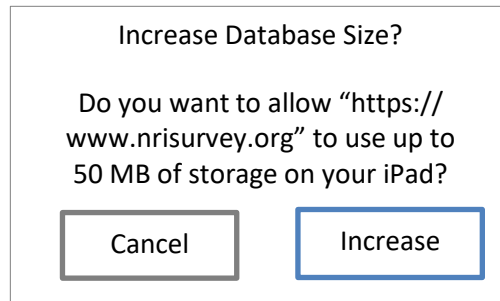 Increase Database Size?
Do you want to allow “https://
www.nrisurvey.org” to use up to
50 MB of storage on your iPad?
Cancel
Increase